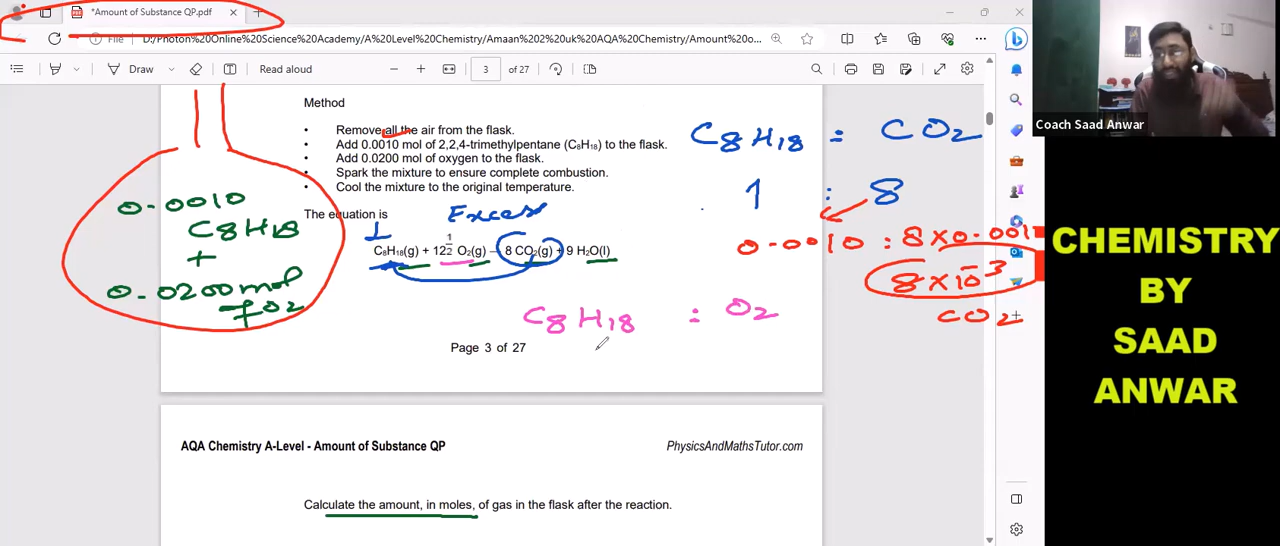 *Amount of Substance QP.pdf
File D:/Photon%20Online%20Science%20Academy/A%20Level%20Chemistry/Amaan%202%20uk%20AQA%20Chemistry/Amount%20o...
Draw
Read aloud
3 of 27
Coach Saad Anwar
Method
• Remove all the air from the flask.
• Add 0.0010 mol of 2,2,4-trimethylpentane (C₈H₁₈) to the flask.
• Add 0.0200 mol of oxygen to the flask.
• Spark the mixture to ensure complete combustion.
• Cool the mixture to the original temperature.
The equation is
Excess
C₈H₁₈(g) + 12½ O₂(g) 8 CO₂(g) + 9 H₂O(l)
0.0010
C8H18
+
0.0200mol
of O2
C8H18 : CO2
1 : 8
0.0010 : 8×0.001
8×10⁻³
CO2
C8H18 : O2
Page 3 of 27
AQA Chemistry A-Level - Amount of Substance QP
PhysicsAndMathsTutor.com
Calculate the amount, in moles, of gas in the flask after the reaction.
CHEMISTRY
BY
SAAD
ANWAR